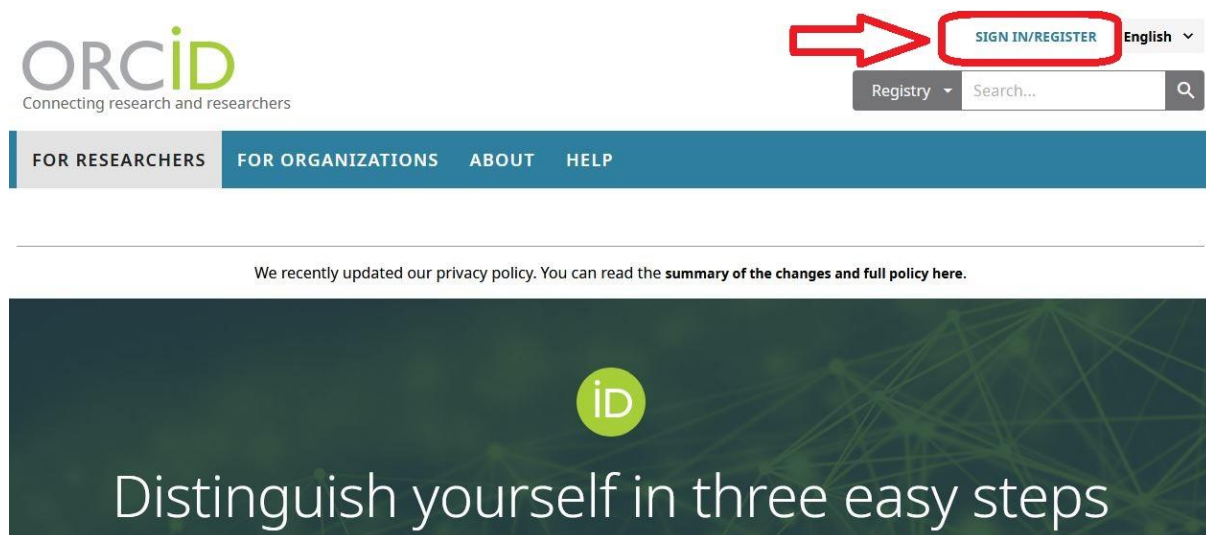 SIGN IN/REGISTER English
ORCID
Connecting research and researchers
Registry Search...
FOR RESEARCHERS FOR ORGANIZATIONS ABOUT HELP
We recently updated our privacy policy. You can read the summary of the changes and full policy here.
iD
Distinguish yourself in three easy steps